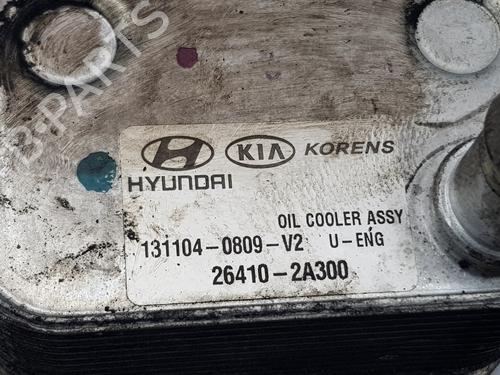 B-PARTS
KIA KORENS
HYUNDAI
OIL COOLER ASSY
131104-0809-V2 U-ENG
26410-2A300